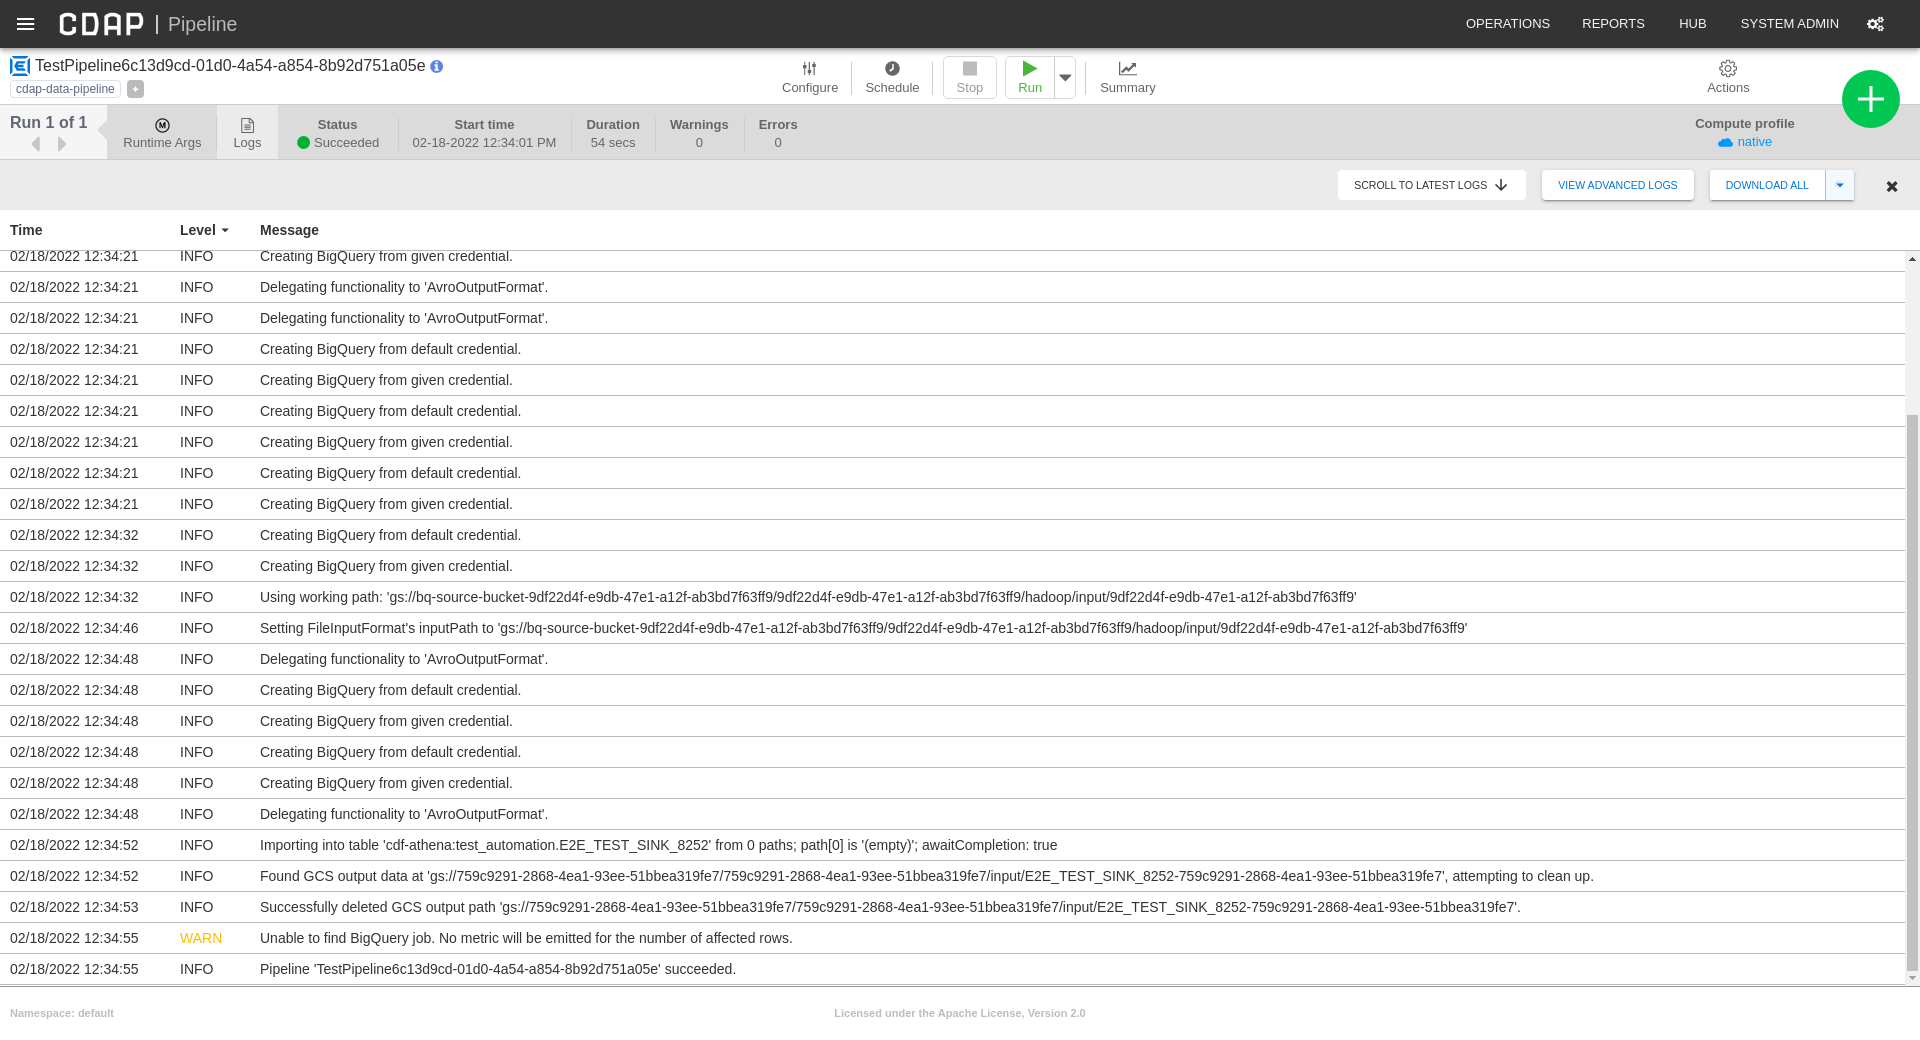 CDAP | Pipeline OPERATIONS REPORTS HUB SYSTEM ADMIN
TestPipeline6c13d9cd-01d0-4a54-a854-8b92d751a05e
cdap-data-pipeline +
Configure Schedule Stop Run Summary Actions
Run 1 of 1
Runtime Args Logs
Status Start time Duration Warnings Errors Compute profile
Succeeded 02-18-2022 12:34:01 PM 54 secs 0 0 native
SCROLL TO LATEST LOGS VIEW ADVANCED LOGS DOWNLOAD ALL
Time Level Message
02/18/2022 12:34:21 INFO Creating BigQuery from given credential.
02/18/2022 12:34:21 INFO Delegating functionality to 'AvroOutputFormat'.
02/18/2022 12:34:21 INFO Delegating functionality to 'AvroOutputFormat'.
02/18/2022 12:34:21 INFO Creating BigQuery from default credential.
02/18/2022 12:34:21 INFO Creating BigQuery from given credential.
02/18/2022 12:34:21 INFO Creating BigQuery from default credential.
02/18/2022 12:34:21 INFO Creating BigQuery from given credential.
02/18/2022 12:34:21 INFO Creating BigQuery from default credential.
02/18/2022 12:34:21 INFO Creating BigQuery from given credential.
02/18/2022 12:34:32 INFO Creating BigQuery from default credential.
02/18/2022 12:34:32 INFO Creating BigQuery from given credential.
02/18/2022 12:34:32 INFO Using working path: 'gs://bq-source-bucket-9df22d4f-e9db-47e1-a12f-ab3bd7f63ff9/9df22d4f-e9db-47e1-a12f-ab3bd7f63ff9/hadoop/input/9df22d4f-e9db-47e1-a12f-ab3bd7f63ff9'
02/18/2022 12:34:46 INFO Setting FileInputFormat's inputPath to 'gs://bq-source-bucket-9df22d4f-e9db-47e1-a12f-ab3bd7f63ff9/9df22d4f-e9db-47e1-a12f-ab3bd7f63ff9/hadoop/input/9df22d4f-e9db-47e1-a12f-ab3bd7f63ff9'
02/18/2022 12:34:48 INFO Delegating functionality to 'AvroOutputFormat'.
02/18/2022 12:34:48 INFO Creating BigQuery from default credential.
02/18/2022 12:34:48 INFO Creating BigQuery from given credential.
02/18/2022 12:34:48 INFO Creating BigQuery from default credential.
02/18/2022 12:34:48 INFO Creating BigQuery from given credential.
02/18/2022 12:34:48 INFO Delegating functionality to 'AvroOutputFormat'.
02/18/2022 12:34:52 INFO Importing into table 'cdf-athena:test_automation.E2E_TEST_SINK_8252' from 0 paths; path[0] is '(empty)'; awaitCompletion: true
02/18/2022 12:34:52 INFO Found GCS output data at 'gs://759c9291-2868-4ea1-93ee-51bbea319fe7/759c9291-2868-4ea1-93ee-51bbea319fe7/input/E2E_TEST_SINK_8252-759c9291-2868-4ea1-93ee-51bbea319fe7', attempting to clean up.
02/18/2022 12:34:53 INFO Successfully deleted GCS output path 'gs://759c9291-2868-4ea1-93ee-51bbea319fe7/759c9291-2868-4ea1-93ee-51bbea319fe7/input/E2E_TEST_SINK_8252-759c9291-2868-4ea1-93ee-51bbea319fe7'.
02/18/2022 12:34:55 WARN Unable to find BigQuery job. No metric will be emitted for the number of affected rows.
02/18/2022 12:34:55 INFO Pipeline 'TestPipeline6c13d9cd-01d0-4a54-a854-8b92d751a05e' succeeded.
Namespace: default Licensed under the Apache License, Version 2.0